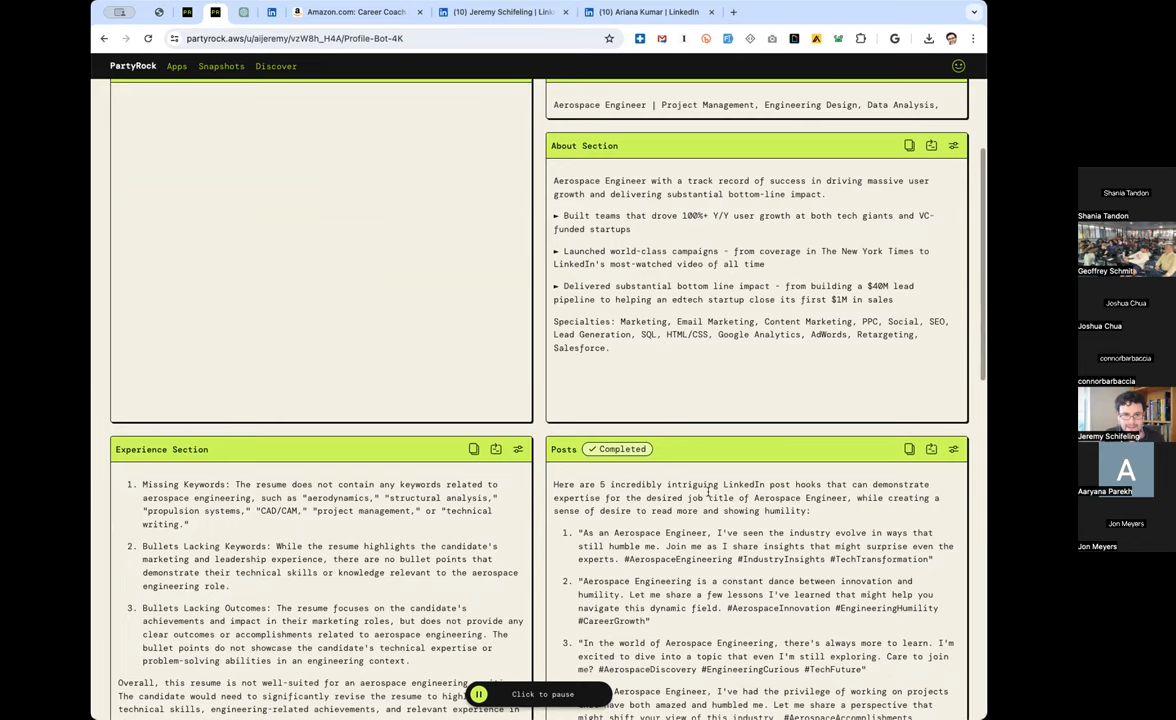 Amazon.com: Career Coach
(10) Jeremy Schifeling | Link
(10) Ariana Kumar | LinkedIn
partyrock.aws/u/aijeremy/vzW8h_H4A/Profile-Bot-4K
PartyRock Apps Snapshots Discover
Aerospace Engineer | Project Management, Engineering Design, Data Analysis,
About Section
Aerospace Engineer with a track record of success in driving massive user
growth and delivering substantial bottom-line impact.
► Built teams that drove 100%+ Y/Y user growth at both tech giants and VC-
funded startups
► Launched world-class campaigns - from coverage in The New York Times to
LinkedIn's most-watched video of all time
► Delivered substantial bottom line impact - from building a $40M lead
pipeline to helping an edtech startup close its first $1M in sales
Specialties: Marketing, Email Marketing, Content Marketing, PPC, Social, SEO,
Lead Generation, SQL, HTML/CSS, Google Analytics, AdWords, Retargeting,
Salesforce.
Experience Section
1. Missing Keywords: The resume does not contain any keywords related to
aerospace engineering, such as "aerodynamics," "structural analysis,"
"propulsion systems," "CAD/CAM," "project management," or "technical
writing."
2. Bullets Lacking Keywords: While the resume highlights the candidate's
marketing and leadership experience, there are no bullet points that
demonstrate their technical skills or knowledge relevant to the aerospace
engineering role.
3. Bullets Lacking Outcomes: The resume focuses on the candidate's
achievements and impact in their marketing roles, but does not provide any
clear outcomes or accomplishments related to aerospace engineering. The
bullet points do not showcase the candidate's technical expertise or
problem-solving abilities in an engineering context.
Overall, this resume is not well-suited for an aerospace engineering
The candidate would need to significantly revise the resume to
technical skills, engineering-related achievements, and relevant experience in
Posts Completed
Here are 5 incredibly intriguing LinkedIn post hooks that can demonstrate
expertise for the desired job title of Aerospace Engineer, while creating a
sense of desire to read more and showing humility:
1. "As an Aerospace Engineer, I've seen the industry evolve in ways that
still humble me. Join me as I share insights that might surprise even the
experts. #AerospaceEngineering #IndustryInsights #TechTransformation"
2. "Aerospace Engineering is a constant dance between innovation and
humility. Let me share a few lessons I've learned that might help you
navigate this dynamic field. #AerospaceInnovation #EngineeringHumility
#CareerGrowth"
3. "In the world of Aerospace Engineering, there's always more to learn. I'm
excited to dive into a topic that even I'm still exploring. Care to join
me? #AerospaceDiscovery #EngineeringCurious #TechFuture"
Aerospace Engineer, I've had the privilege of working on projects
have both amazed and humbled me. Let me share a perspective that
might shift your view of this industry. #AerospaceAccomplishments
Click to pause
Shania Tandon
Shania Tandon
Geoffrey Schmit
Joshua Chua
Joshua Chua
connorbarbaccia
connorbarbaccia
Jeremy Schifeling
A
Aaryana Parekh
Jon Meyers
Jon Meyers